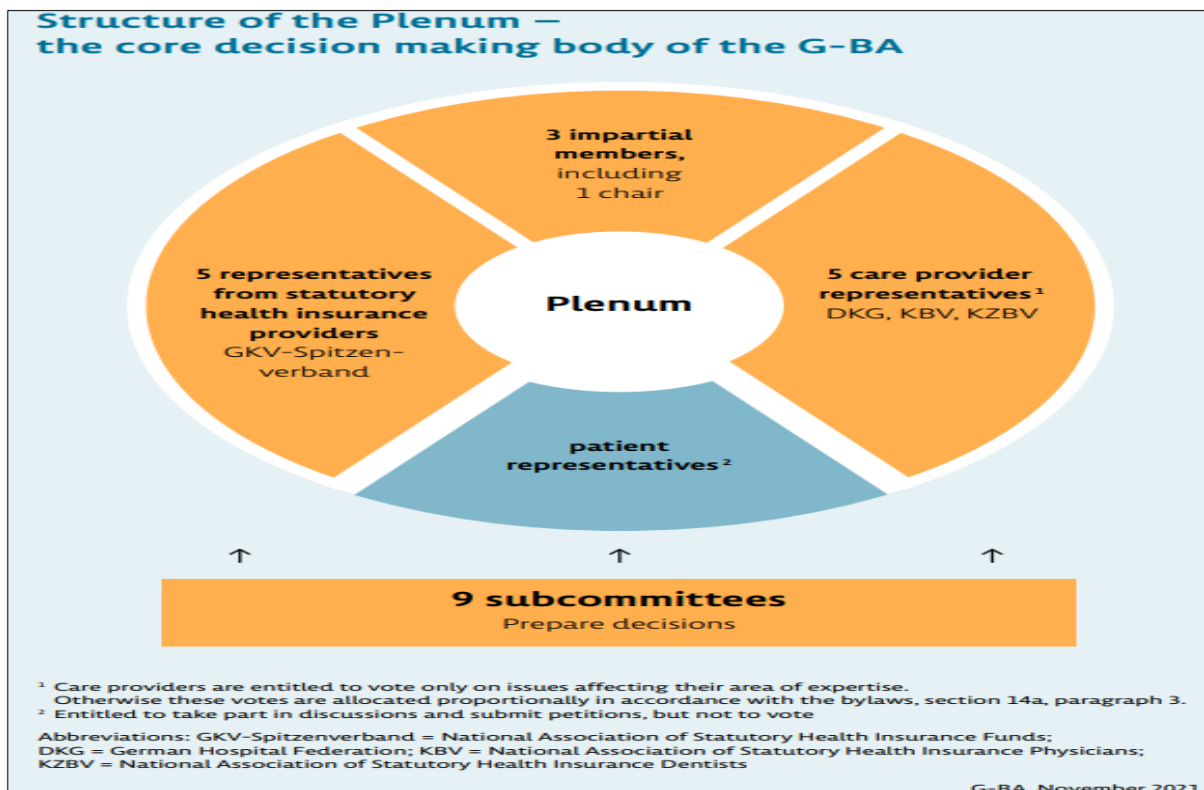 Structure of the Plenum –
the core decision making body of the G-BA
3 impartial
members,
including
1 chair
5 representatives
from statutory
health insurance
providers
GKV-Spitzen-
verband
Plenum
5 care provider
representatives¹
DKG, KBV, KZBV
patient
representatives²
↑ ↑ ↑
9 subcommittees
Prepare decisions
¹ Care providers are entitled to vote only on issues affecting their area of expertise.
Otherwise these votes are allocated proportionally in accordance with the bylaws, section 14a, paragraph 3.
² Entitled to take part in discussions and submit petitions, but not to vote
Abbreviations: GKV-Spitzenverband = National Association of Statutory Health Insurance Funds;
DKG = German Hospital Federation; KBV = National Association of Statutory Health Insurance Physicians;
KZBV = National Association of Statutory Health Insurance Dentists
G-BA, November 2021